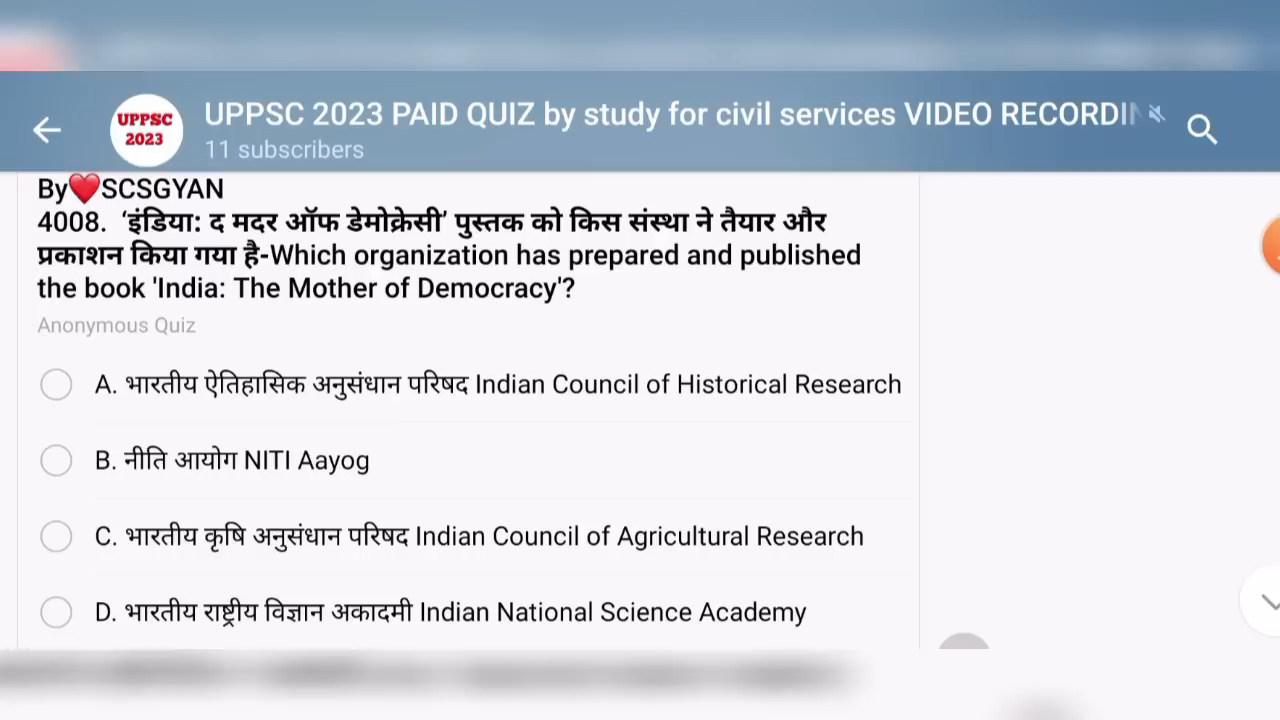 UPPSC 2023 PAID QUIZ by study for civil services VIDEO RECORDIN
11 subscribers
UPPSC
2023
By❤️SCSGYAN
4008. ‘इंडिया: द मदर ऑफ डेमोक्रेसी’ पुस्तक को किस संस्था ने तैयार और
प्रकाशन किया गया है-Which organization has prepared and published
the book 'India: The Mother of Democracy'?
Anonymous Quiz
A. भारतीय ऐतिहासिक अनुसंधान परिषद Indian Council of Historical Research
B. नीति आयोग NITI Aayog
C. भारतीय कृषि अनुसंधान परिषद Indian Council of Agricultural Research
D. भारतीय राष्ट्रीय विज्ञान अकादमी Indian National Science Academy